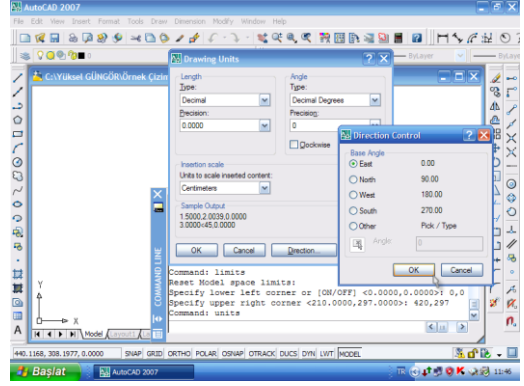 AutoCAD 2007
File Edit View Insert Format Tools Draw Dimension Modify Window Help
ByLayer
ByLayer
C:\Yüksel GÜNGÖR\Örnek Çizim
Drawing Units
Length
Type:
Decimal
Precision:
0.0000
Angle
Type:
Decimal Degrees
Precision:
0
Clockwise
Insertion scale
Units to scale inserted content:
Centimeters
Sample Output
1.5000,2.0039,0.0000
3.0000<45,0.0000
OK Cancel Direction...
Direction Control
Base Angle
East 0.00
North 90.00
West 180.00
South 270.00
Other Pick / Type
Angle: 0
OK Cancel
COMMAND LINE
Command: limits
Reset Model space limits:
Specify lower left corner or [ON/OFF] <0.0000,0.0000>: 0,0
Specify upper right corner <210.0000,297.0000>: 420,297
Command: units
Y
X
Model Layout1
440.1168, 308.1977, 0.0000 SNAP GRID ORTHO POLAR OSNAP OTRACK DUCS DYN LWT MODEL
Başlat AutoCAD 2007 TR 11:46